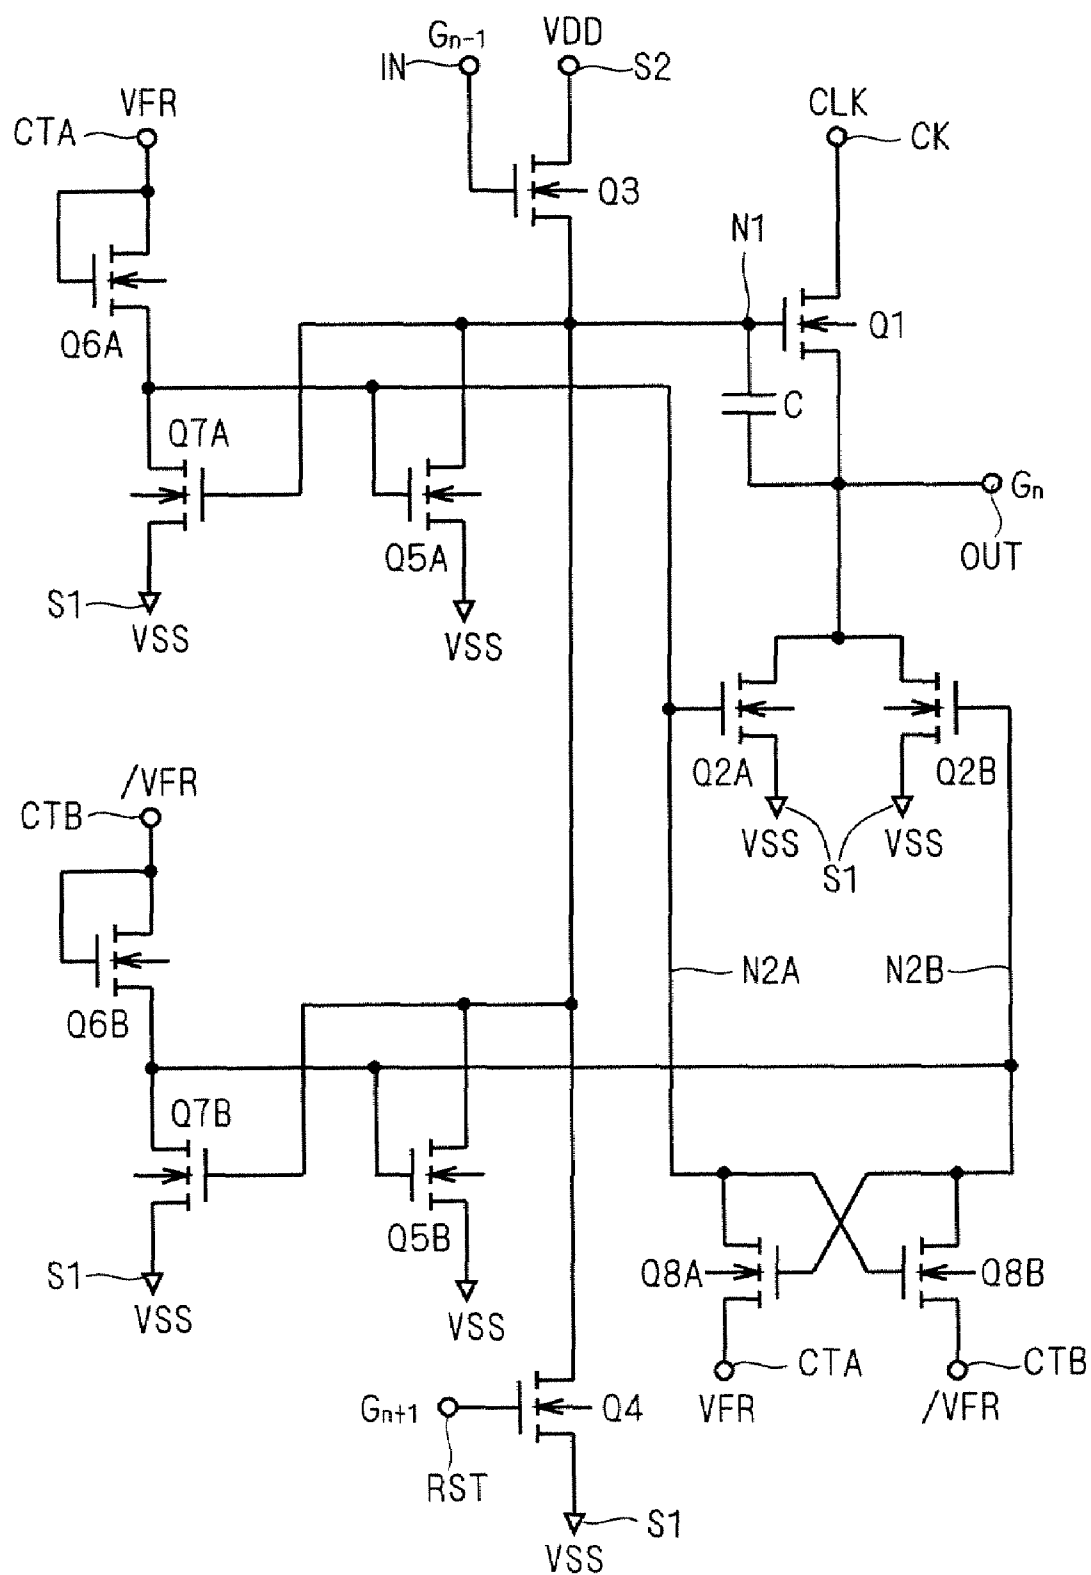 Gn-1
VDD
IN
S2
VFR
CTA
CLK
CK
Q3
N1
Q6A
Q1
C
Q7A
Gn
Q5A
OUT
S1
VSS
VSS
Q2A
Q2B
/VFR
CTB
VSS
VSS
S1
N2A
N2B
Q6B
Q7B
Q5B
Q8A
Q8B
S1
VSS
VSS
CTA
CTB
VFR
/VFR
Gn+1
Q4
RST
S1
VSS